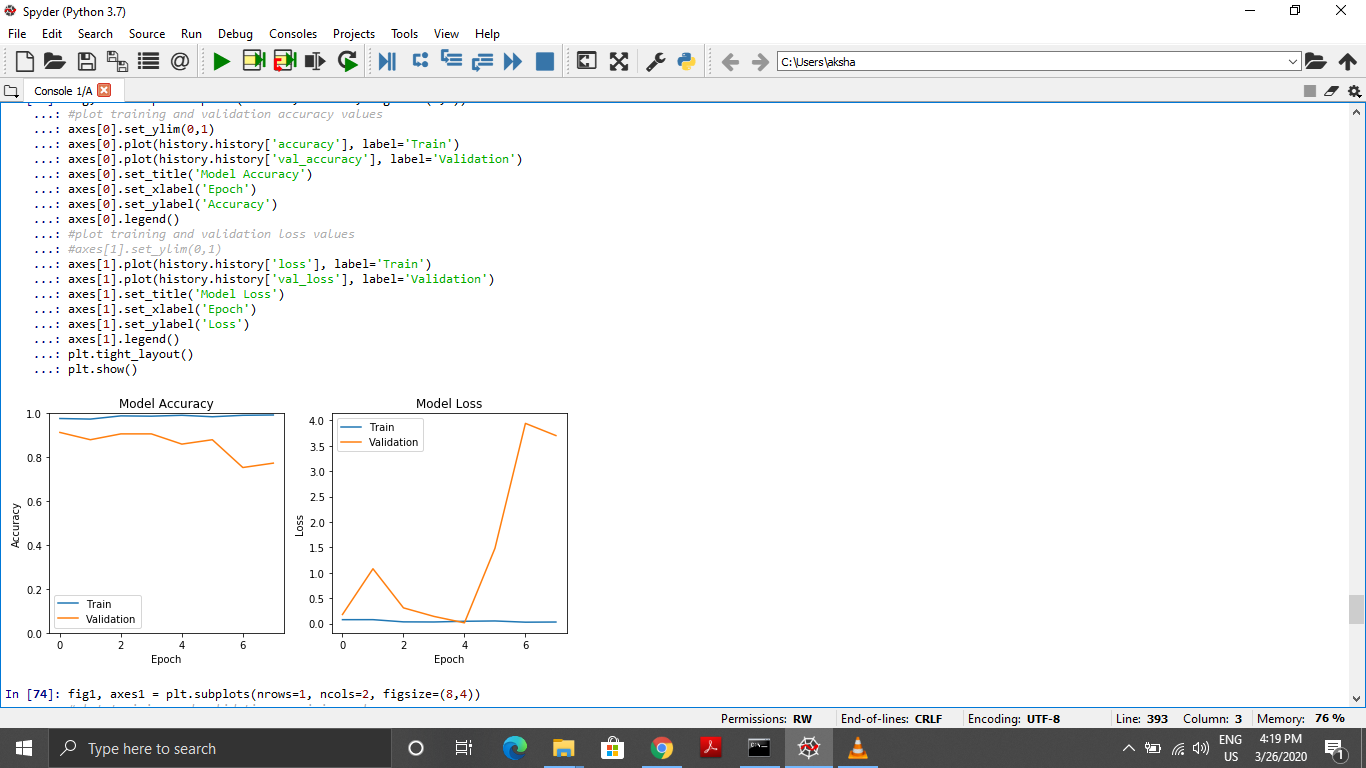 Spyder (Python 3.7)
File Edit Search Source Run Debug Consoles Projects Tools View Help
C:\Users\aksha
Console 1/A
...: #plot training and validation accuracy values
...: axes[0].set_ylim(0,1)
...: axes[0].plot(history.history['accuracy'], label='Train')
...: axes[0].plot(history.history['val_accuracy'], label='Validation')
...: axes[0].set_title('Model Accuracy')
...: axes[0].set_xlabel('Epoch')
...: axes[0].set_ylabel('Accuracy')
...: axes[0].legend()
...: #plot training and validation loss values
...: #axes[1].set_ylim(0,1)
...: axes[1].plot(history.history['loss'], label='Train')
...: axes[1].plot(history.history['val_loss'], label='Validation')
...: axes[1].set_title('Model Loss')
...: axes[1].set_xlabel('Epoch')
...: axes[1].set_ylabel('Loss')
...: axes[1].legend()
...: plt.tight_layout()
...: plt.show()
Model Accuracy
1.0
0.8
0.6
0.4
0.2
0.0
Accuracy
Train
Validation
0 2 4 6
Epoch
Model Loss
Train
Validation
4.0
3.5
3.0
2.5
2.0
1.5
1.0
0.5
0.0
Loss
0 2 4 6
Epoch
In [74]: fig1, axes1 = plt.subplots(nrows=1, ncols=2, figsize=(8,4))
Permissions: RW End-of-lines: CRLF Encoding: UTF-8 Line: 393 Column: 3 Memory: 76 %
Type here to search
ENG
US
4:19 PM
3/26/2020
1